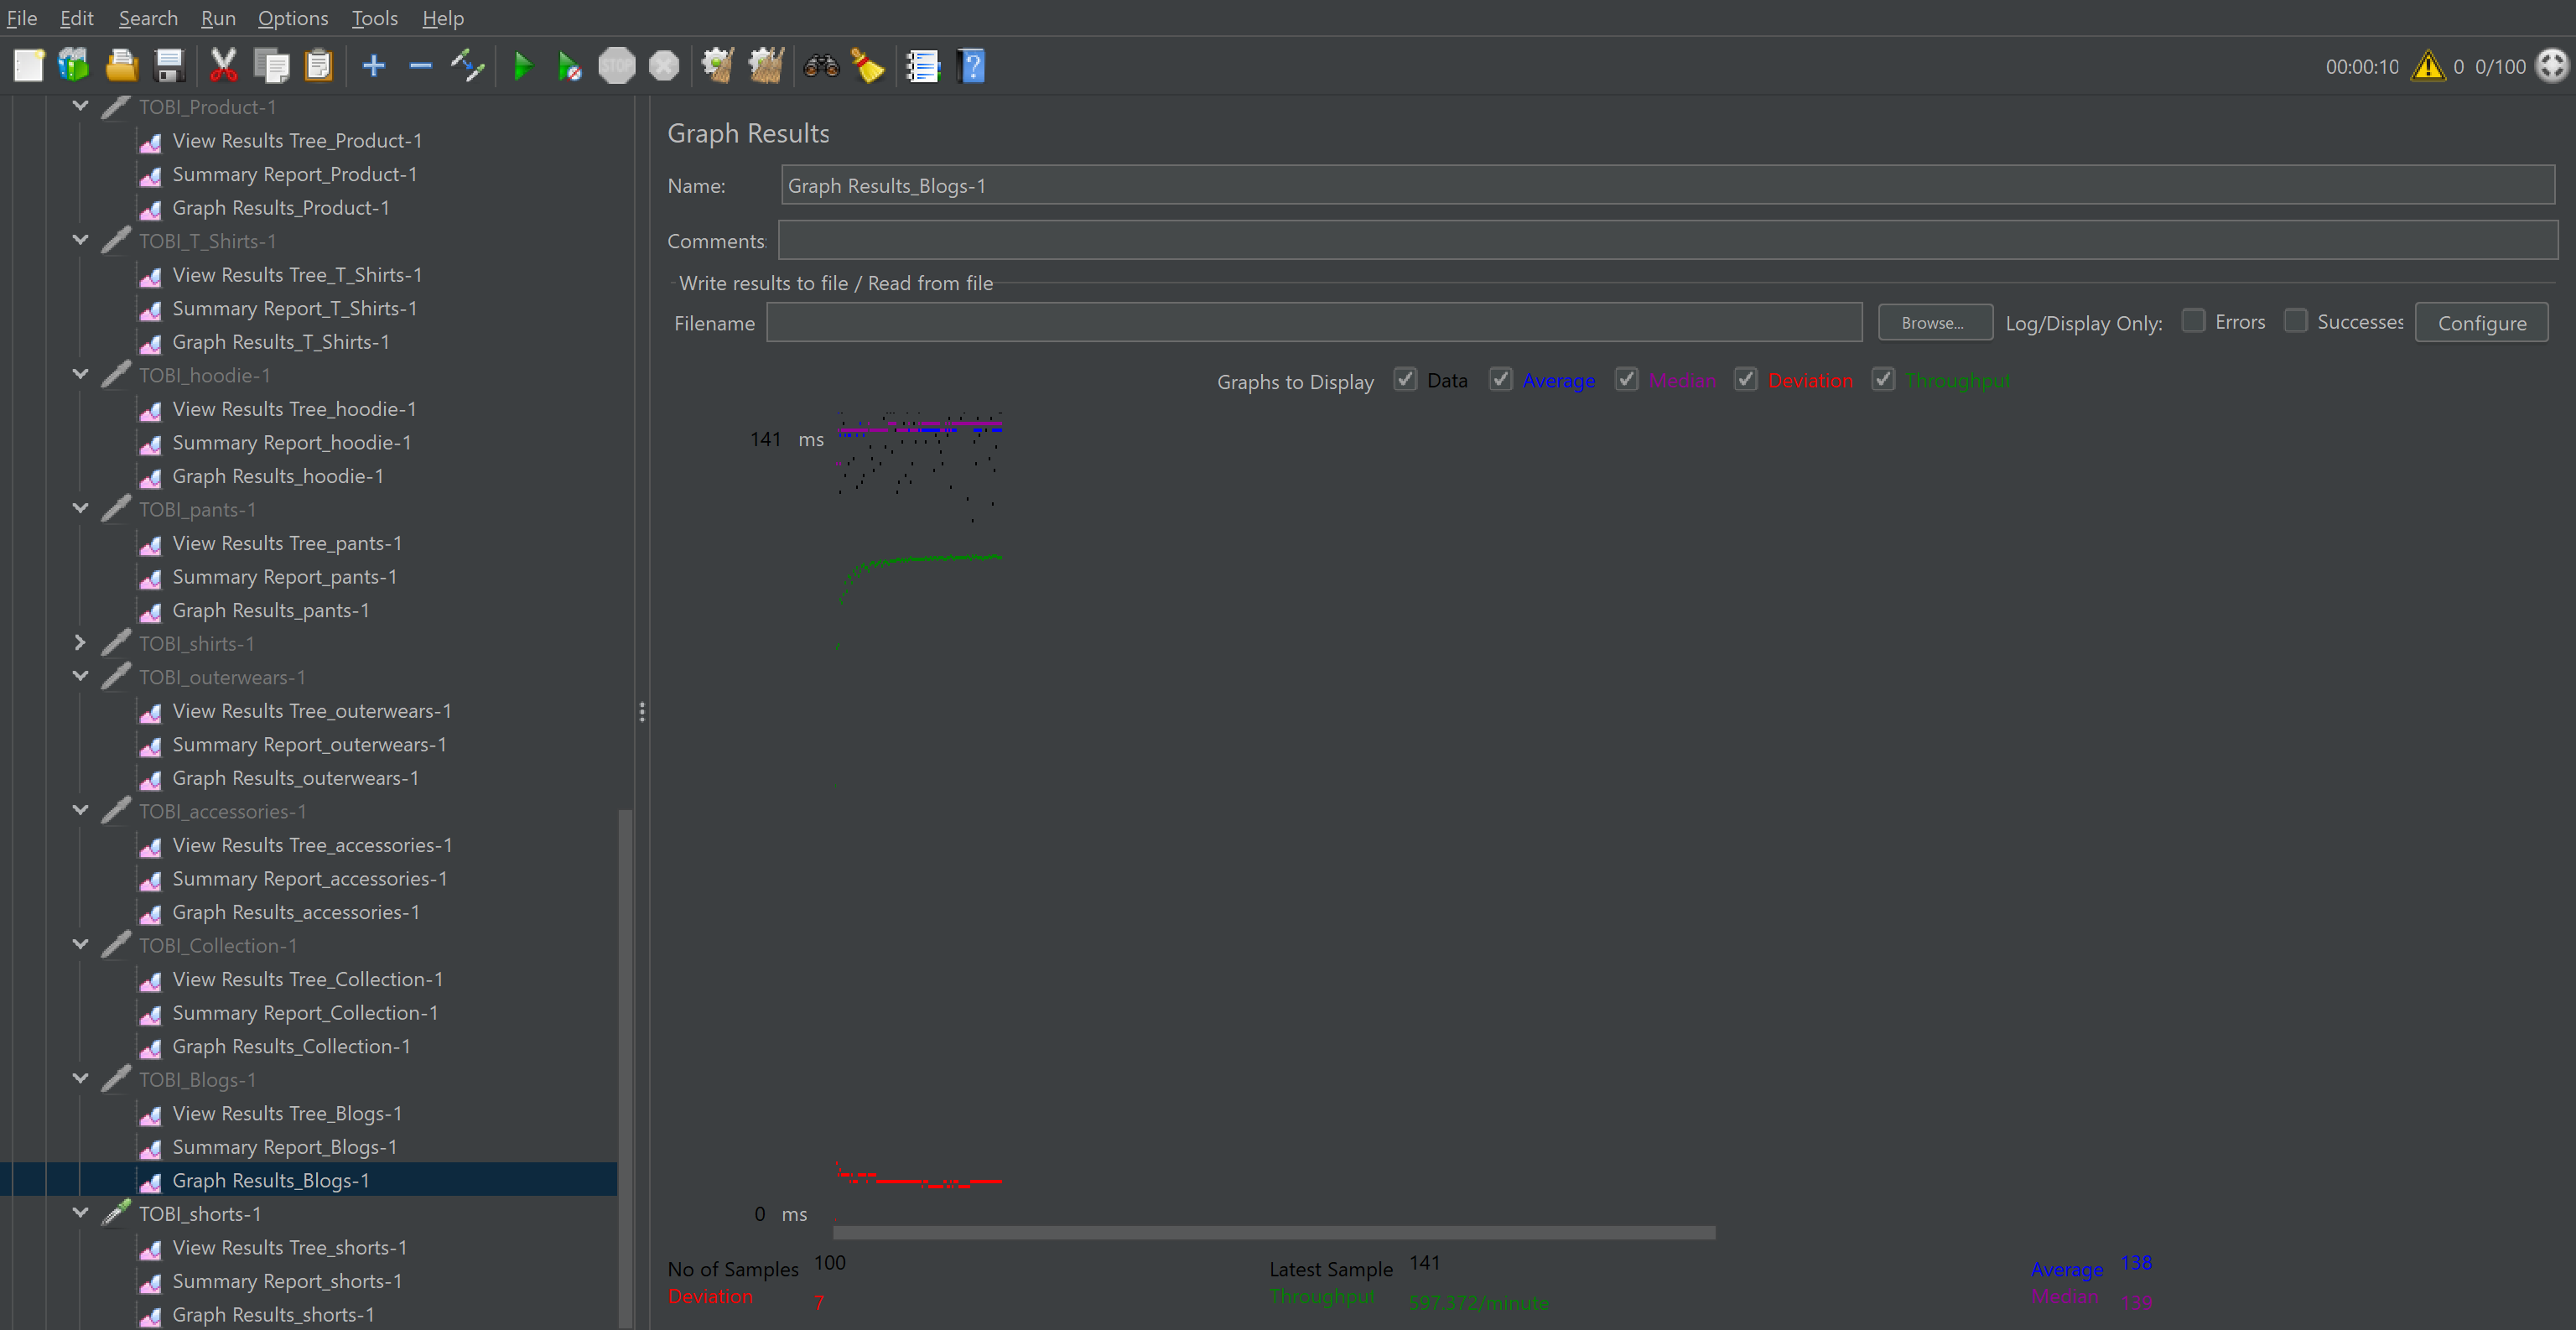 File Edit Search Run Options Tools Help
STOP
00:00:10 0 0/100
TOBI_Product-1
View Results Tree_Product-1
Summary Report_Product-1
Graph Results_Product-1
TOBI_T_Shirts-1
View Results Tree_T_Shirts-1
Summary Report_T_Shirts-1
Graph Results_T_Shirts-1
TOBI_hoodie-1
View Results Tree_hoodie-1
Summary Report_hoodie-1
Graph Results_hoodie-1
TOBI_pants-1
View Results Tree_pants-1
Summary Report_pants-1
Graph Results_pants-1
TOBI_shirts-1
TOBI_outerwears-1
View Results Tree_outerwears-1
Summary Report_outerwears-1
Graph Results_outerwears-1
TOBI_accessories-1
View Results Tree_accessories-1
Summary Report_accessories-1
Graph Results_accessories-1
TOBI_Collection-1
View Results Tree_Collection-1
Summary Report_Collection-1
Graph Results_Collection-1
TOBI_Blogs-1
View Results Tree_Blogs-1
Summary Report_Blogs-1
Graph Results_Blogs-1
TOBI_shorts-1
View Results Tree_shorts-1
Summary Report_shorts-1
Graph Results_shorts-1
Graph Results
Name: Graph Results_Blogs-1
Comments:
Write results to file / Read from file
Filename Browse... Log/Display Only: Errors Successes Configure
Graphs to Display Data Average Median Deviation Throughput
141 ms
0 ms
No of Samples 100 Latest Sample 141 Average 138
Deviation 7 Throughput 597.372/minute Median 139